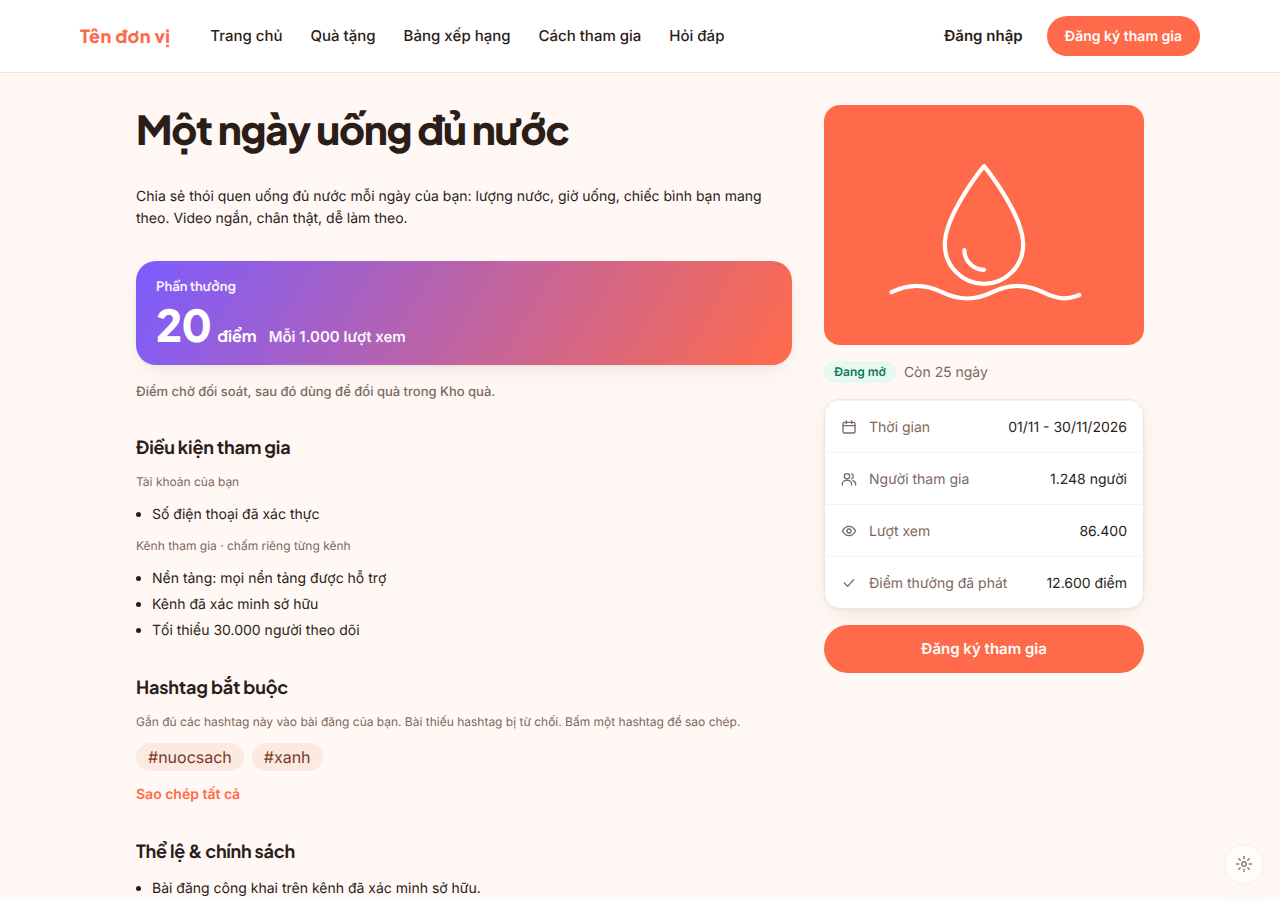 Tên đơn vị
Trang chủ
Quà tặng
Bảng xếp hạng
Cách tham gia
Hỏi đáp
Đăng nhập
Đăng ký tham gia
Một ngày uống đủ nước
Chia sẻ thói quen uống đủ nước mỗi ngày của bạn: lượng nước, giờ uống, chiếc bình bạn mang
theo. Video ngắn, chân thật, dễ làm theo.
Phần thưởng
20 điểm Mỗi 1.000 lượt xem
Điểm chờ đối soát, sau đó dùng để đổi quà trong Kho quà.
Điều kiện tham gia
Tài khoản của bạn
Số điện thoại đã xác thực
Kênh tham gia · chấm riêng từng kênh
Nền tảng: mọi nền tảng được hỗ trợ
Kênh đã xác minh sở hữu
Tối thiểu 30.000 người theo dõi
Hashtag bắt buộc
Gắn đủ các hashtag này vào bài đăng của bạn. Bài thiếu hashtag bị từ chối. Bấm một hashtag để sao chép.
#nuocsach #xanh
Sao chép tất cả
Thể lệ & chính sách
Bài đăng công khai trên kênh đã xác minh sở hữu.
Đang mở Còn 25 ngày
Thời gian 01/11 - 30/11/2026
Người tham gia 1.248 người
Lượt xem 86.400
Điểm thưởng đã phát 12.600 điểm
Đăng ký tham gia